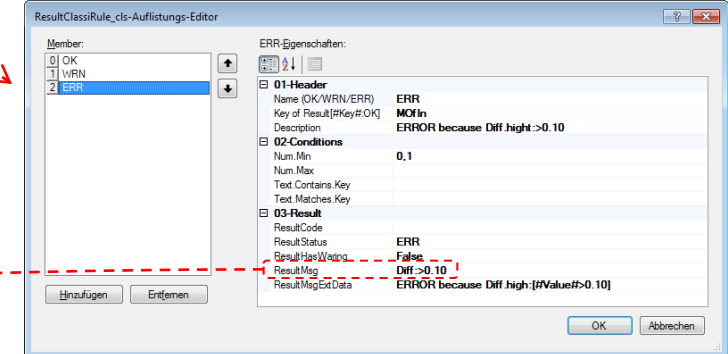 ResultClassiRule_cls-Auflistungs-Editor
Member:
0 OK
1 WRN
2 ERR
Hinzufügen
Entfernen
ERR-Eigenschaften:
01-Header
Name (OK/WRN/ERR) ERR
Key of Result[#Key#:OK] MOfIn
Description ERROR because Diff.hight:>0.10
02-Conditions
Num.Min 0,1
Num.Max
Text.Contains.Key
Text.Matches.Key
03-Result
ResultCode
ResultStatus ERR
ResultHasWaring False
ResultMsg Diff:>0.10
ResultMsgExtData ERROR because Diff.high:[#Value#>0.10]
OK
Abbrechen